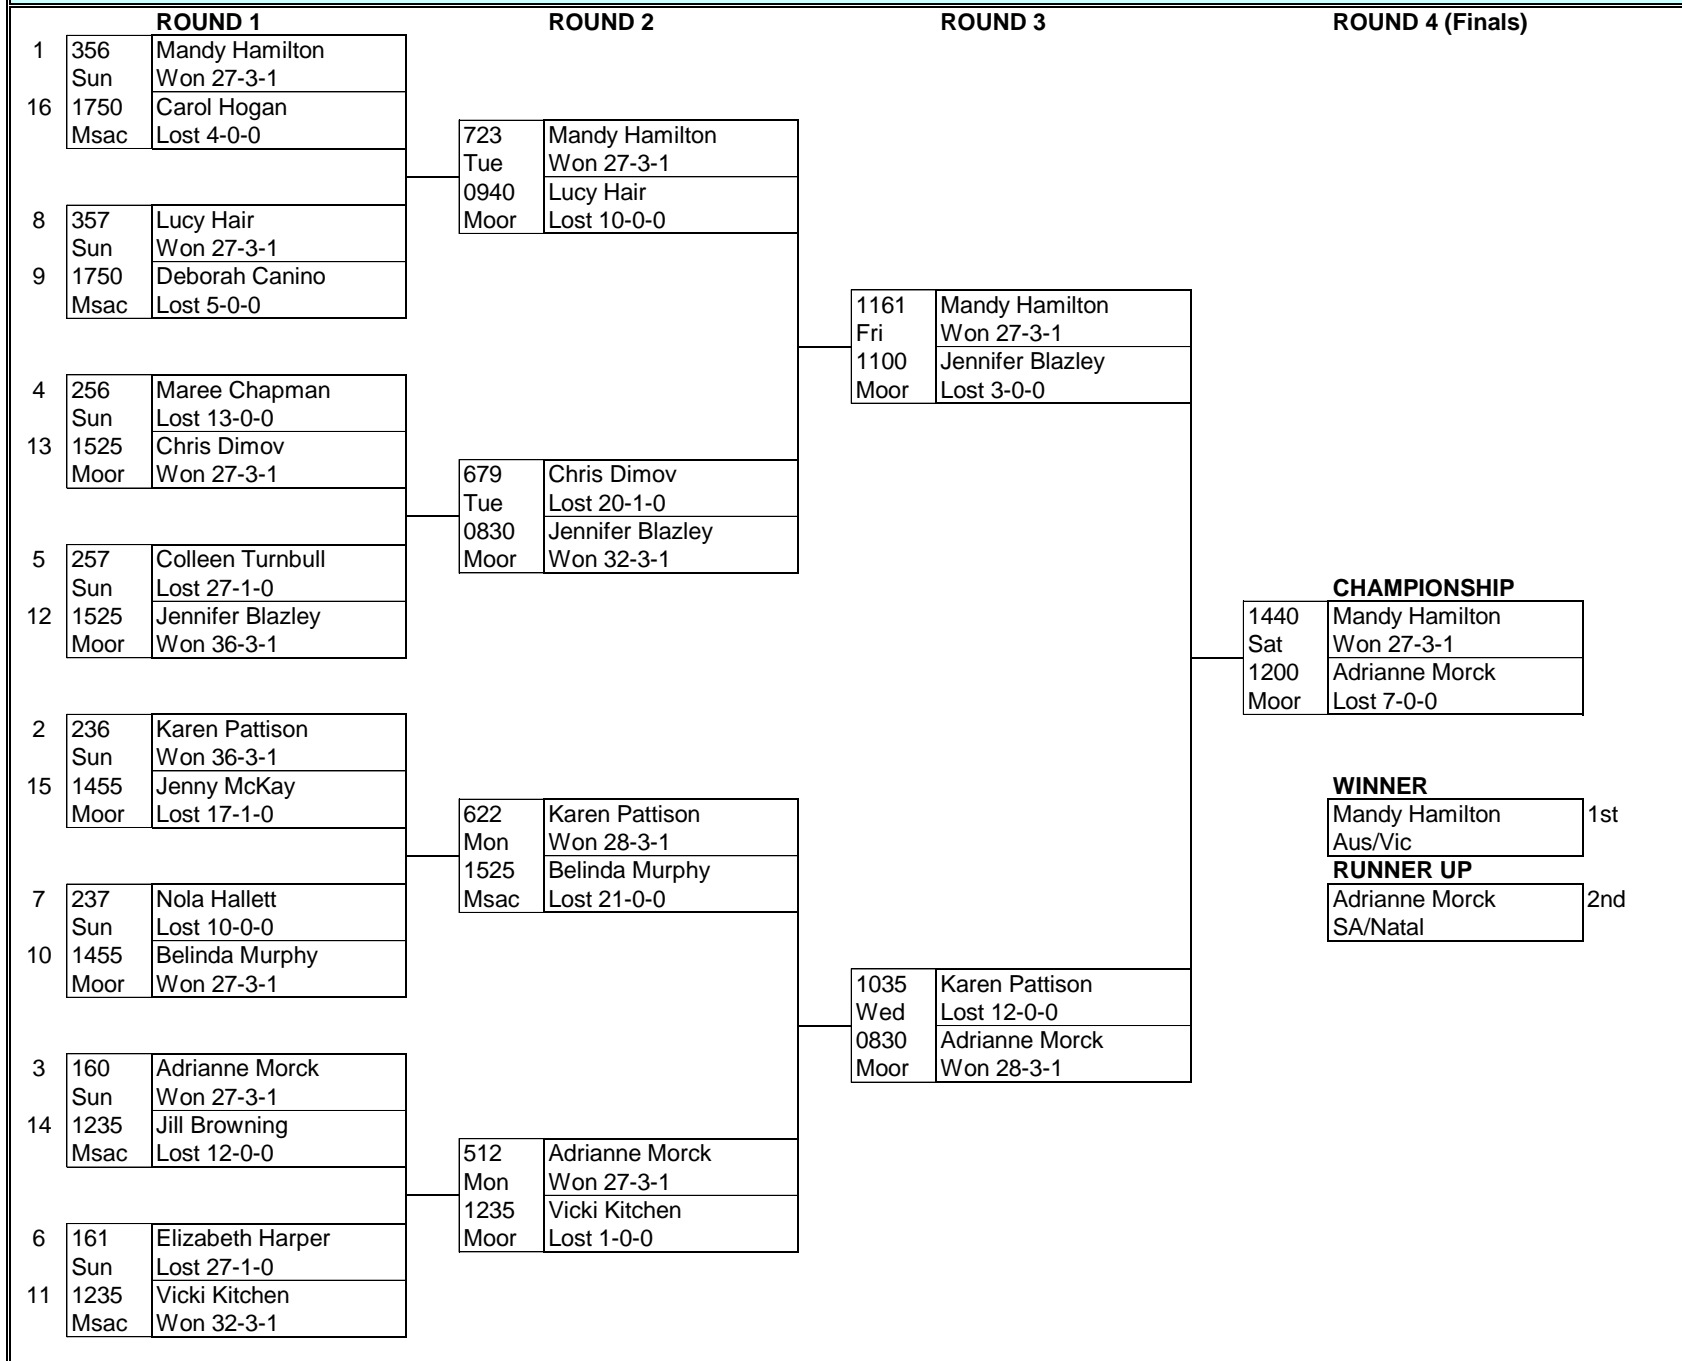 ROUND 1 ROUND 2 ROUND 3 ROUND 4 (Finals)
1 356 Mandy Hamilton
Sun Won 27-3-1
16 1750 Carol Hogan
Msac Lost 4-0-0
8 357 Lucy Hair
Sun Won 27-3-1
9 1750 Deborah Canino
Msac Lost 5-0-0
4 256 Maree Chapman
Sun Lost 13-0-0
13 1525 Chris Dimov
Moor Won 27-3-1
5 257 Colleen Turnbull
Sun Lost 27-1-0
12 1525 Jennifer Blazley
Moor Won 36-3-1
2 236 Karen Pattison
Sun Won 36-3-1
15 1455 Jenny McKay
Moor Lost 17-1-0
7 237 Nola Hallett
Sun Lost 10-0-0
10 1455 Belinda Murphy
Moor Won 27-3-1
3 160 Adrianne Morck
Sun Won 27-3-1
14 1235 Jill Browning
Msac Lost 12-0-0
6 161 Elizabeth Harper
Sun Lost 27-1-0
11 1235 Vicki Kitchen
Msac Won 32-3-1
723 Mandy Hamilton
Tue Won 27-3-1
0940 Lucy Hair
Moor Lost 10-0-0
679 Chris Dimov
Tue Lost 20-1-0
0830 Jennifer Blazley
Moor Won 32-3-1
622 Karen Pattison
Mon Won 28-3-1
1525 Belinda Murphy
Msac Lost 21-0-0
512 Adrianne Morck
Mon Won 27-3-1
1235 Vicki Kitchen
Moor Lost 1-0-0
1161 Mandy Hamilton
Fri Won 27-3-1
1100 Jennifer Blazley
Moor Lost 3-0-0
1035 Karen Pattison
Wed Lost 12-0-0
0830 Adrianne Morck
Moor Won 28-3-1
CHAMPIONSHIP
1440 Mandy Hamilton
Sat Won 27-3-1
1200 Adrianne Morck
Moor Lost 7-0-0
WINNER
Mandy Hamilton 1st
Aus/Vic
RUNNER UP
Adrianne Morck 2nd
SA/Natal